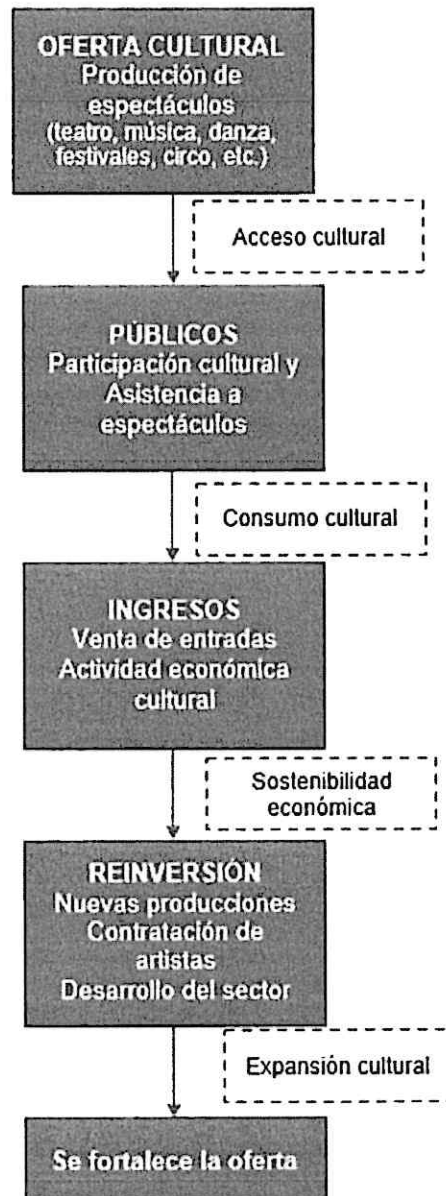 OFERTA CULTURAL
Producción de
espectáculos
(teatro, música, danza,
festivales, circo, etc.)
Acceso cultural
PÚBLICOS
Participación cultural y
Asistencia a
espectáculos
Consumo cultural
INGRESOS
Venta de entradas
Actividad económica
cultural
Sostenibilidad
económica
REINVERSIÓN
Nuevas producciones
Contratación de
artistas
Desarrollo del sector
Expansión cultural
Se fortalece la oferta